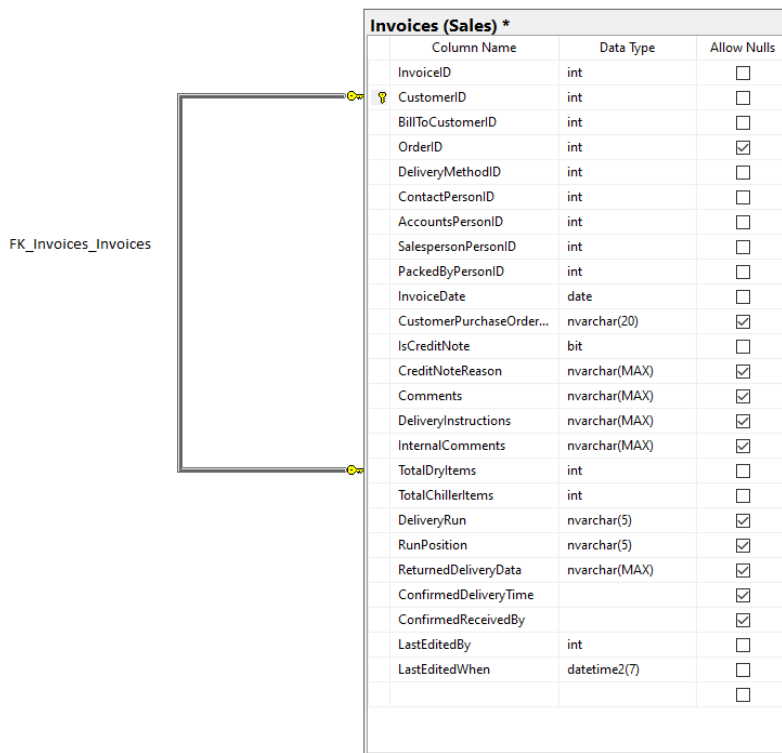 Invoices (Sales) *
Column Name Data Type Allow Nulls
InvoiceID int
CustomerID int
BillToCustomerID int
OrderID int
DeliveryMethodID int
ContactPersonID int
AccountsPersonID int
SalespersonPersonID int
PackedByPersonID int
FK_Invoices_Invoices
InvoiceDate date
CustomerPurchaseOrder... nvarchar(20)
IsCreditNote bit
CreditNoteReason nvarchar(MAX)
Comments nvarchar(MAX)
DeliveryInstructions nvarchar(MAX)
InternalComments nvarchar(MAX)
TotalDryItems int
TotalChillerItems int
DeliveryRun nvarchar(5)
RunPosition nvarchar(5)
ReturnedDeliveryData nvarchar(MAX)
ConfirmedDeliveryTime
ConfirmedReceivedBy
LastEditedBy int
LastEditedWhen datetime2(7)